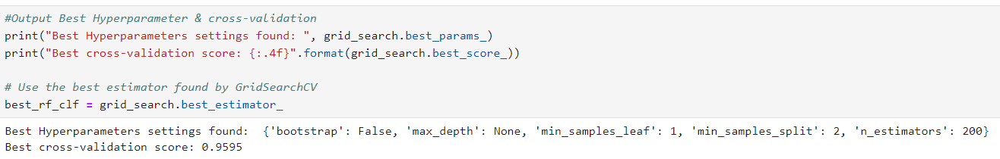 #Output Best Hyperparameter & cross-validation
print("Best Hyperparameters settings found: ", grid_search.best_params_)
print("Best cross-validation score: {:.4f}".format(grid_search.best_score_))
# Use the best estimator found by GridSearchCV
best_rf_clf = grid_search.best_estimator_
Best Hyperparameters settings found:  {'bootstrap': False, 'max_depth': None, 'min_samples_leaf': 1, 'min_samples_split': 2, 'n_estimators': 200}
Best cross-validation score: 0.9595